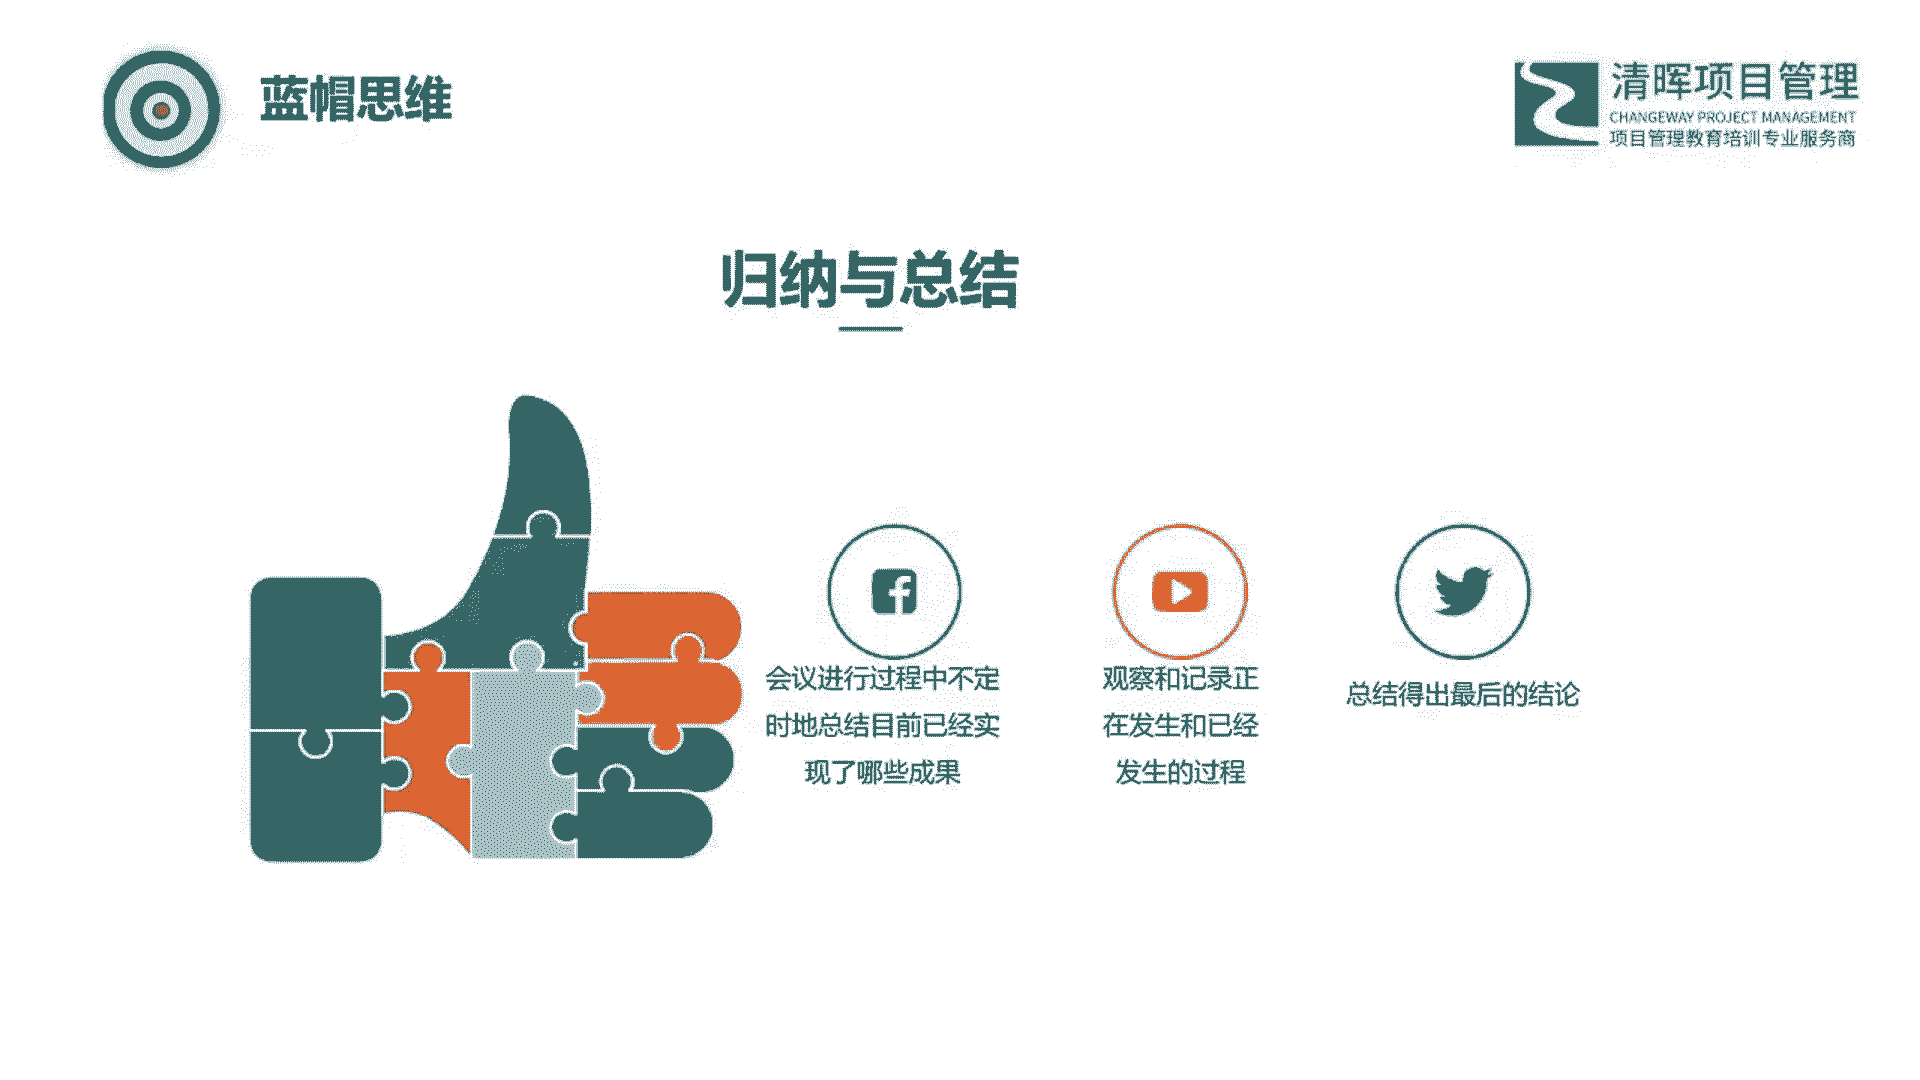 蓝帽思维
清晖项目管理
CHANGEWAY PROJECT MANAGEMENT
项目管理教育培训专业服务商
归纳与总结
会议进行过程中不定
时地总结目前已经实
现了哪些成果
观察和记录正
在发生和已经
发生的过程
总结得出最后的结论